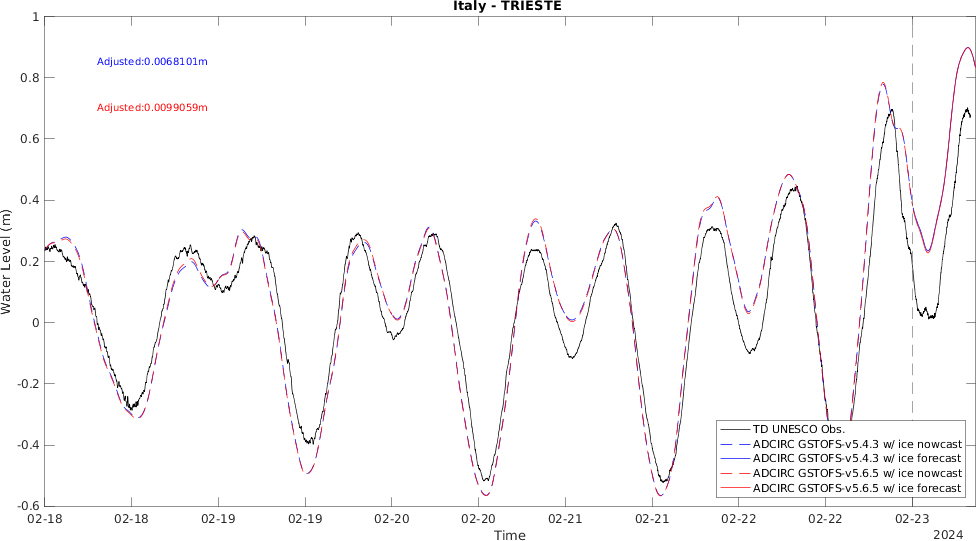 Italy - TRIESTE
Adjusted:0.0068101m
Adjusted:0.0099059m
1
0.8
0.6
0.4
0.2
0
-0.2
-0.4
-0.6
Water Level (m)
TD UNESCO Obs.
ADCIRC GSTOFS-v5.4.3 w/ ice nowcast
ADCIRC GSTOFS-v5.4.3 w/ ice forecast
ADCIRC GSTOFS-v5.6.5 w/ ice nowcast
ADCIRC GSTOFS-v5.6.5 w/ ice forecast
02-18 02-18 02-19 02-19 02-20 02-20 02-21 02-21 02-22 02-22 02-23
Time
2024